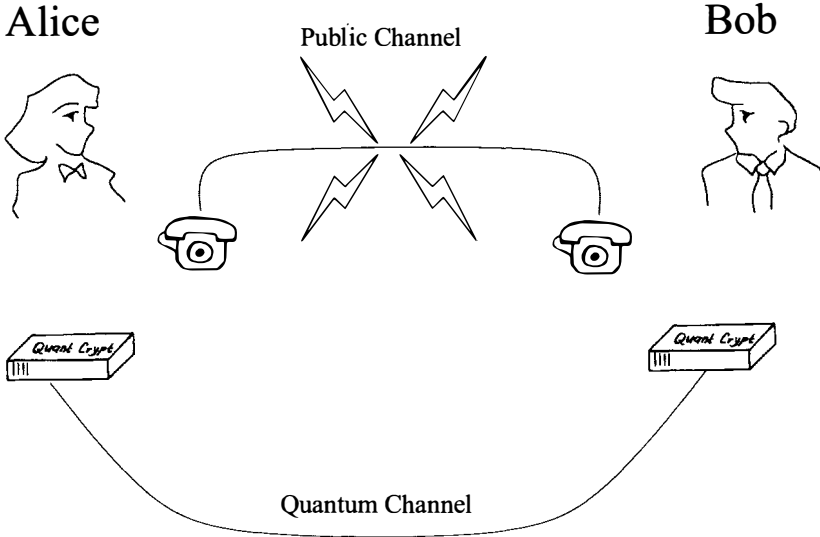 Alice
Public Channel
Bob
Quant Crypt
Quant Crypt
Quantum Channel